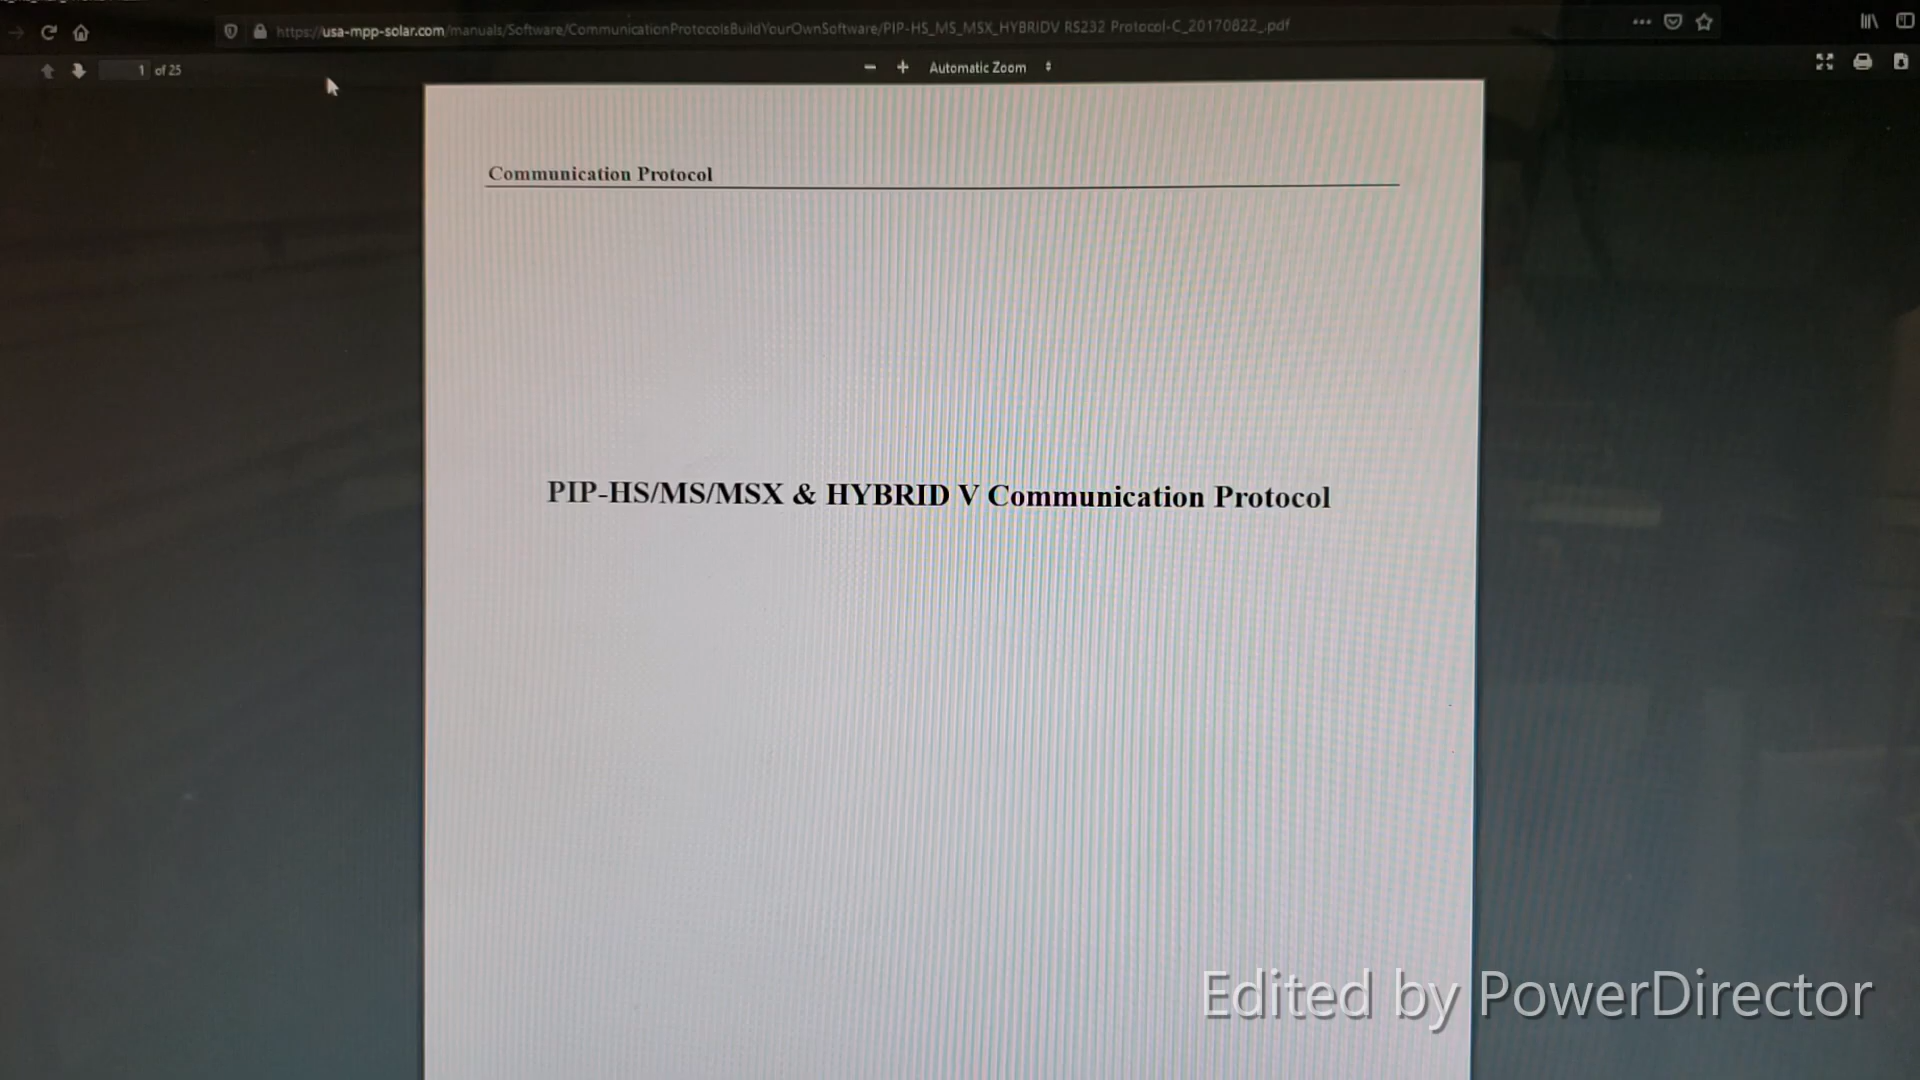 https://usa-mpp-solar.com/manuals/Software/CommunicationProtocolsBuildYourOwnSoftware/PIP-HS_MS_MSX_HYBRIDV RS232 Protocol-C_20170822_.pdf
1 of 25
Automatic Zoom
Communication Protocol
PIP-HS/MS/MSX & HYBRID V Communication Protocol
Edited by PowerDirector